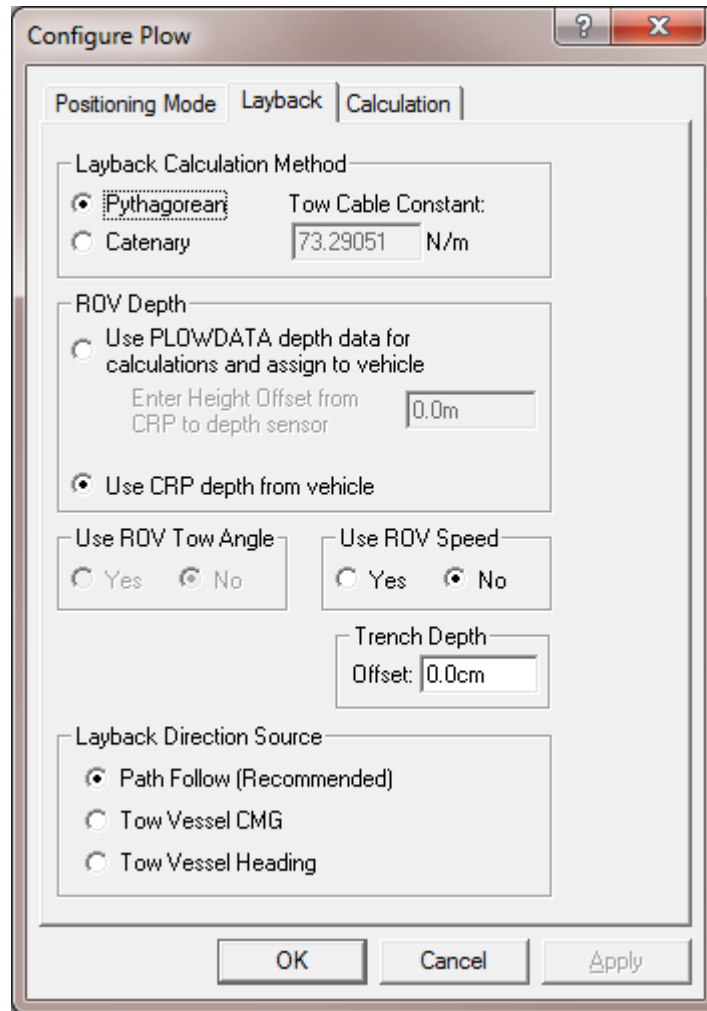 Configure Plow
?
Positioning Mode Layback Calculation
Layback Calculation Method
Pythagorean Tow Cable Constant:
Catenary 73.29051 N/m
ROV Depth
Use PLOWDATA depth data for
calculations and assign to vehicle
Enter Height Offset from
CRP to depth sensor
0.0m
Use CRP depth from vehicle
Use ROV Tow Angle Use ROV Speed
Yes No Yes No
Trench Depth
Offset: 0.0cm
Layback Direction Source
Path Follow (Recommended)
Tow Vessel CMG
Tow Vessel Heading
OK Cancel Apply